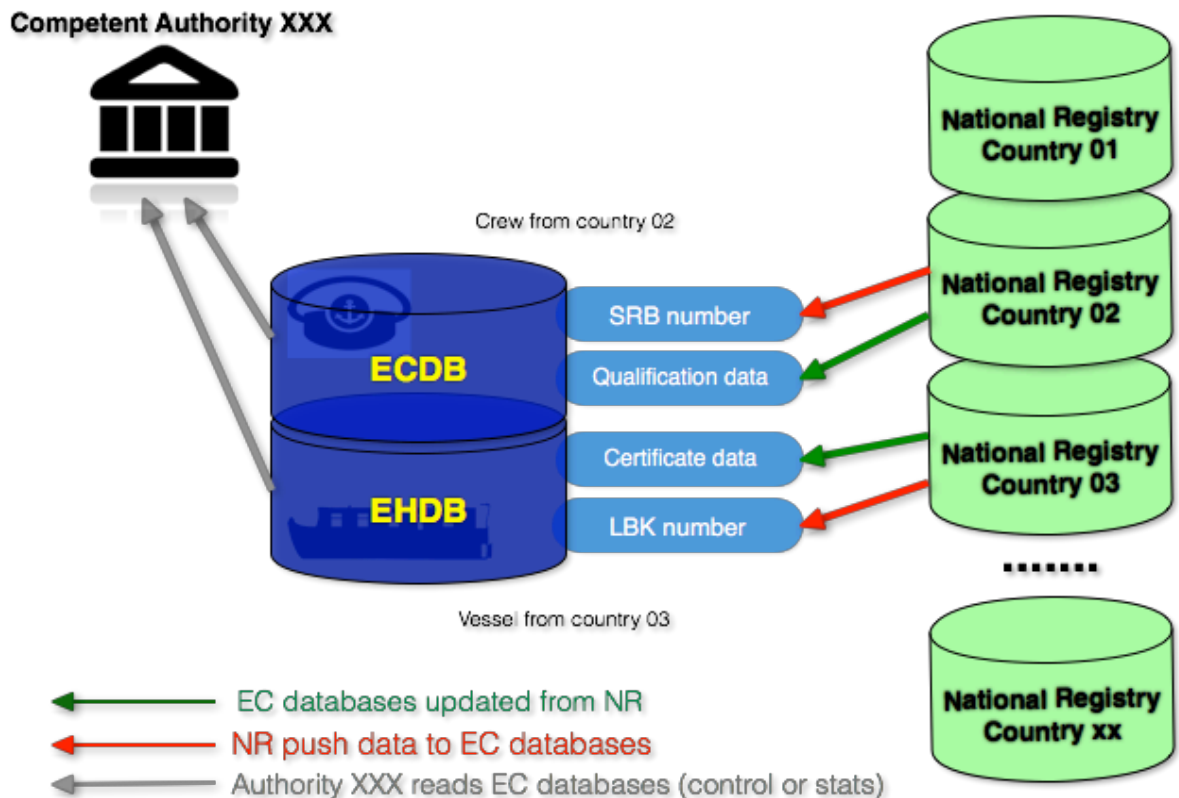 Competent Authority XXX
National Registry
Country 01
Crew from country 02
SRB number
National Registry
Country 02
ECDB
Qualification data
Certificate data
National Registry
Country 03
EHDB
LBK number
.......
Vessel from country 03
National Registry
Country xx
EC databases updated from NR
NR push data to EC databases
Authority XXX reads EC databases (control or stats)